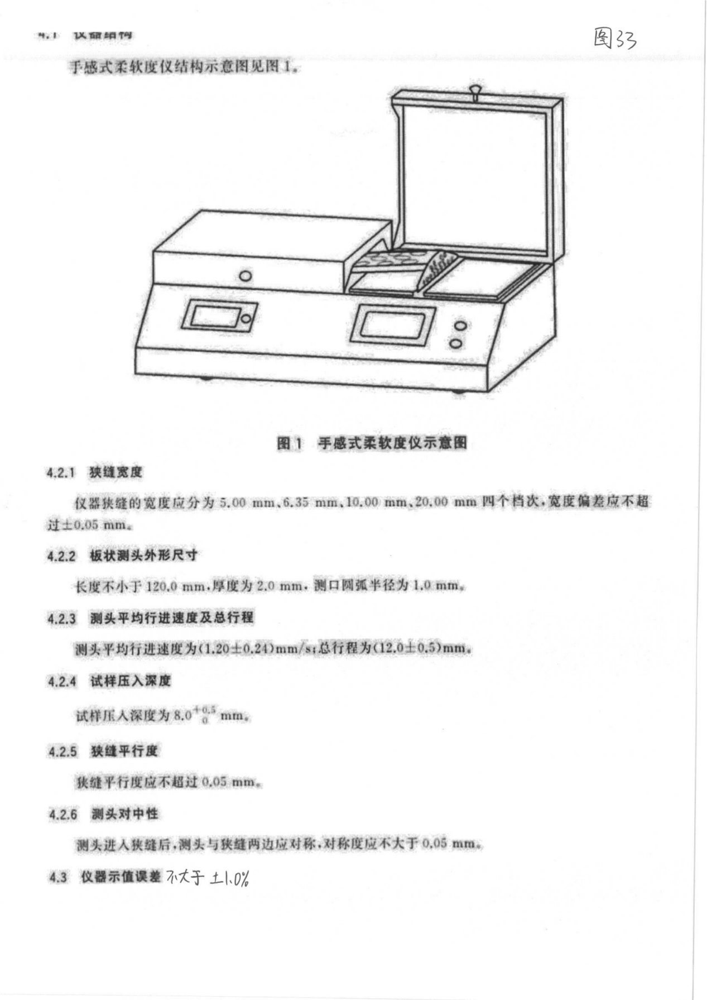 4.1 仪器结构
图33
手感式柔软度仪结构示意图见图1。
图1 手感式柔软度仪示意图
4.2.1 狭缝宽度
仪器狭缝的宽度应分为5.00 mm、6.35 mm、10.00 mm、20.00 mm四个档次,宽度偏差应不超
过±0.05 mm。
4.2.2 板状测头外形尺寸
长度不小于120.0 mm,厚度为2.0 mm,测口圆弧半径为1.0 mm。
4.2.3 测头平均行进速度及总行程
测头平均行进速度为(1.20±0.24)mm/s;总行程为(12.0±0.5)mm。
4.2.4 试样压入深度
试样压入深度为8.0 +0.5 0 mm。
4.2.5 狭缝平行度
狭缝平行度应不超过0.05 mm。
4.2.6 测头对中性
测头进入狭缝后,测头与狭缝两边应对称,对称度应不大于0.05 mm。
4.3 仪器示值误差 不大于 ±1.0%